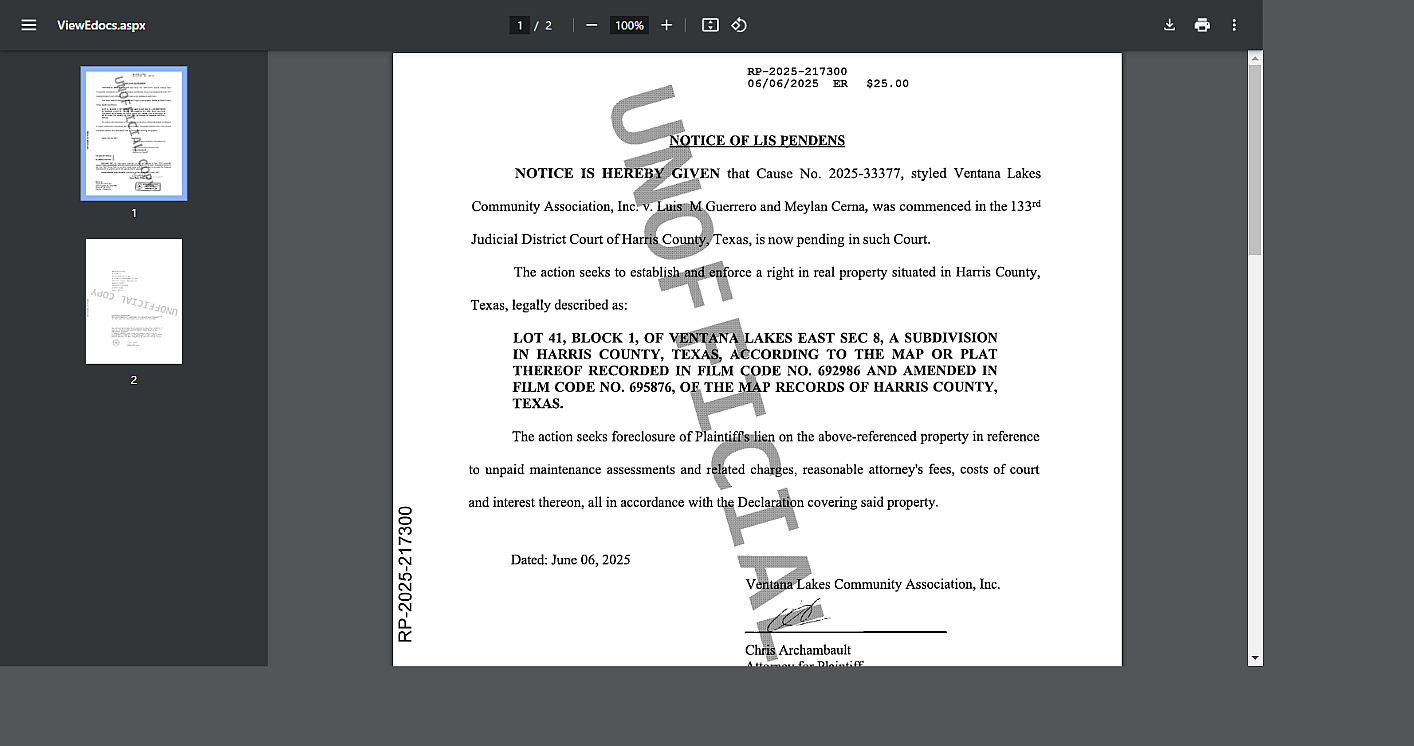 ViewEdocs.aspx
1 / 2
100%
1
2
RP-2025-217300
06/06/2025 ER $25.00
NOTICE OF LIS PENDENS
NOTICE IS HEREBY GIVEN that Cause No. 2025-33377, styled Ventana Lakes
Community Association, Inc. v. Luis M Guerrero and Meylan Cerna, was commenced in the 133rd
Judicial District Court of Harris County, Texas, is now pending in such Court.
The action seeks to establish and enforce a right in real property situated in Harris County,
Texas, legally described as:
LOT 41, BLOCK 1, OF VENTANA LAKES EAST SEC 8, A SUBDIVISION
IN HARRIS COUNTY, TEXAS, ACCORDING TO THE MAP OR PLAT
THEREOF RECORDED IN FILM CODE NO. 692986 AND AMENDED IN
FILM CODE NO. 695876, OF THE MAP RECORDS OF HARRIS COUNTY,
TEXAS.
The action seeks foreclosure of Plaintiff's lien on the above-referenced property in reference
to unpaid maintenance assessments and related charges, reasonable attorney's fees, costs of court
and interest thereon, all in accordance with the Declaration covering said property.
Dated: June 06, 2025
Ventana Lakes Community Association, Inc.
Chris Archambault
Attorney for Plaintiff
RP-2025-217300
UNOFFICIAL
UNOFFICIAL COPY
UNOFFICIAL COPY